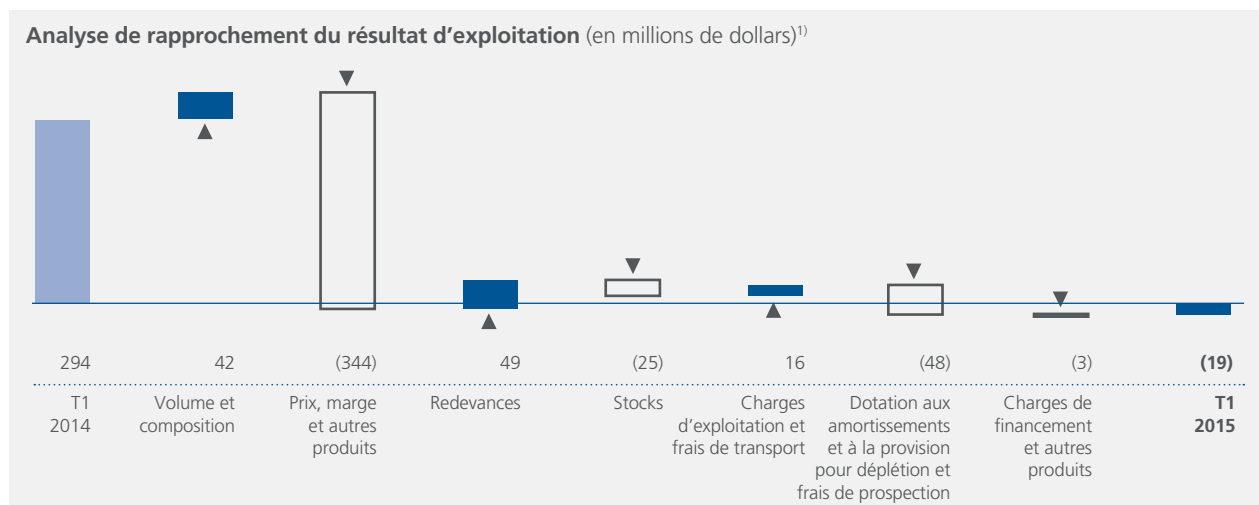 Analyse de rapprochement du résultat d'exploitation (en millions de dollars)1)
294 42 (344) 49 (25) 16 (48) (3) (19)
T1
2014
Volume et
composition
Prix, marge
et autres
produits
Redevances
Stocks
Charges
d'exploitation et
frais de transport
Dotation aux
amortissements
et à la provision
pour déplétion et
frais de prospection
Charges de
financement
et autres
produits
T1
2015